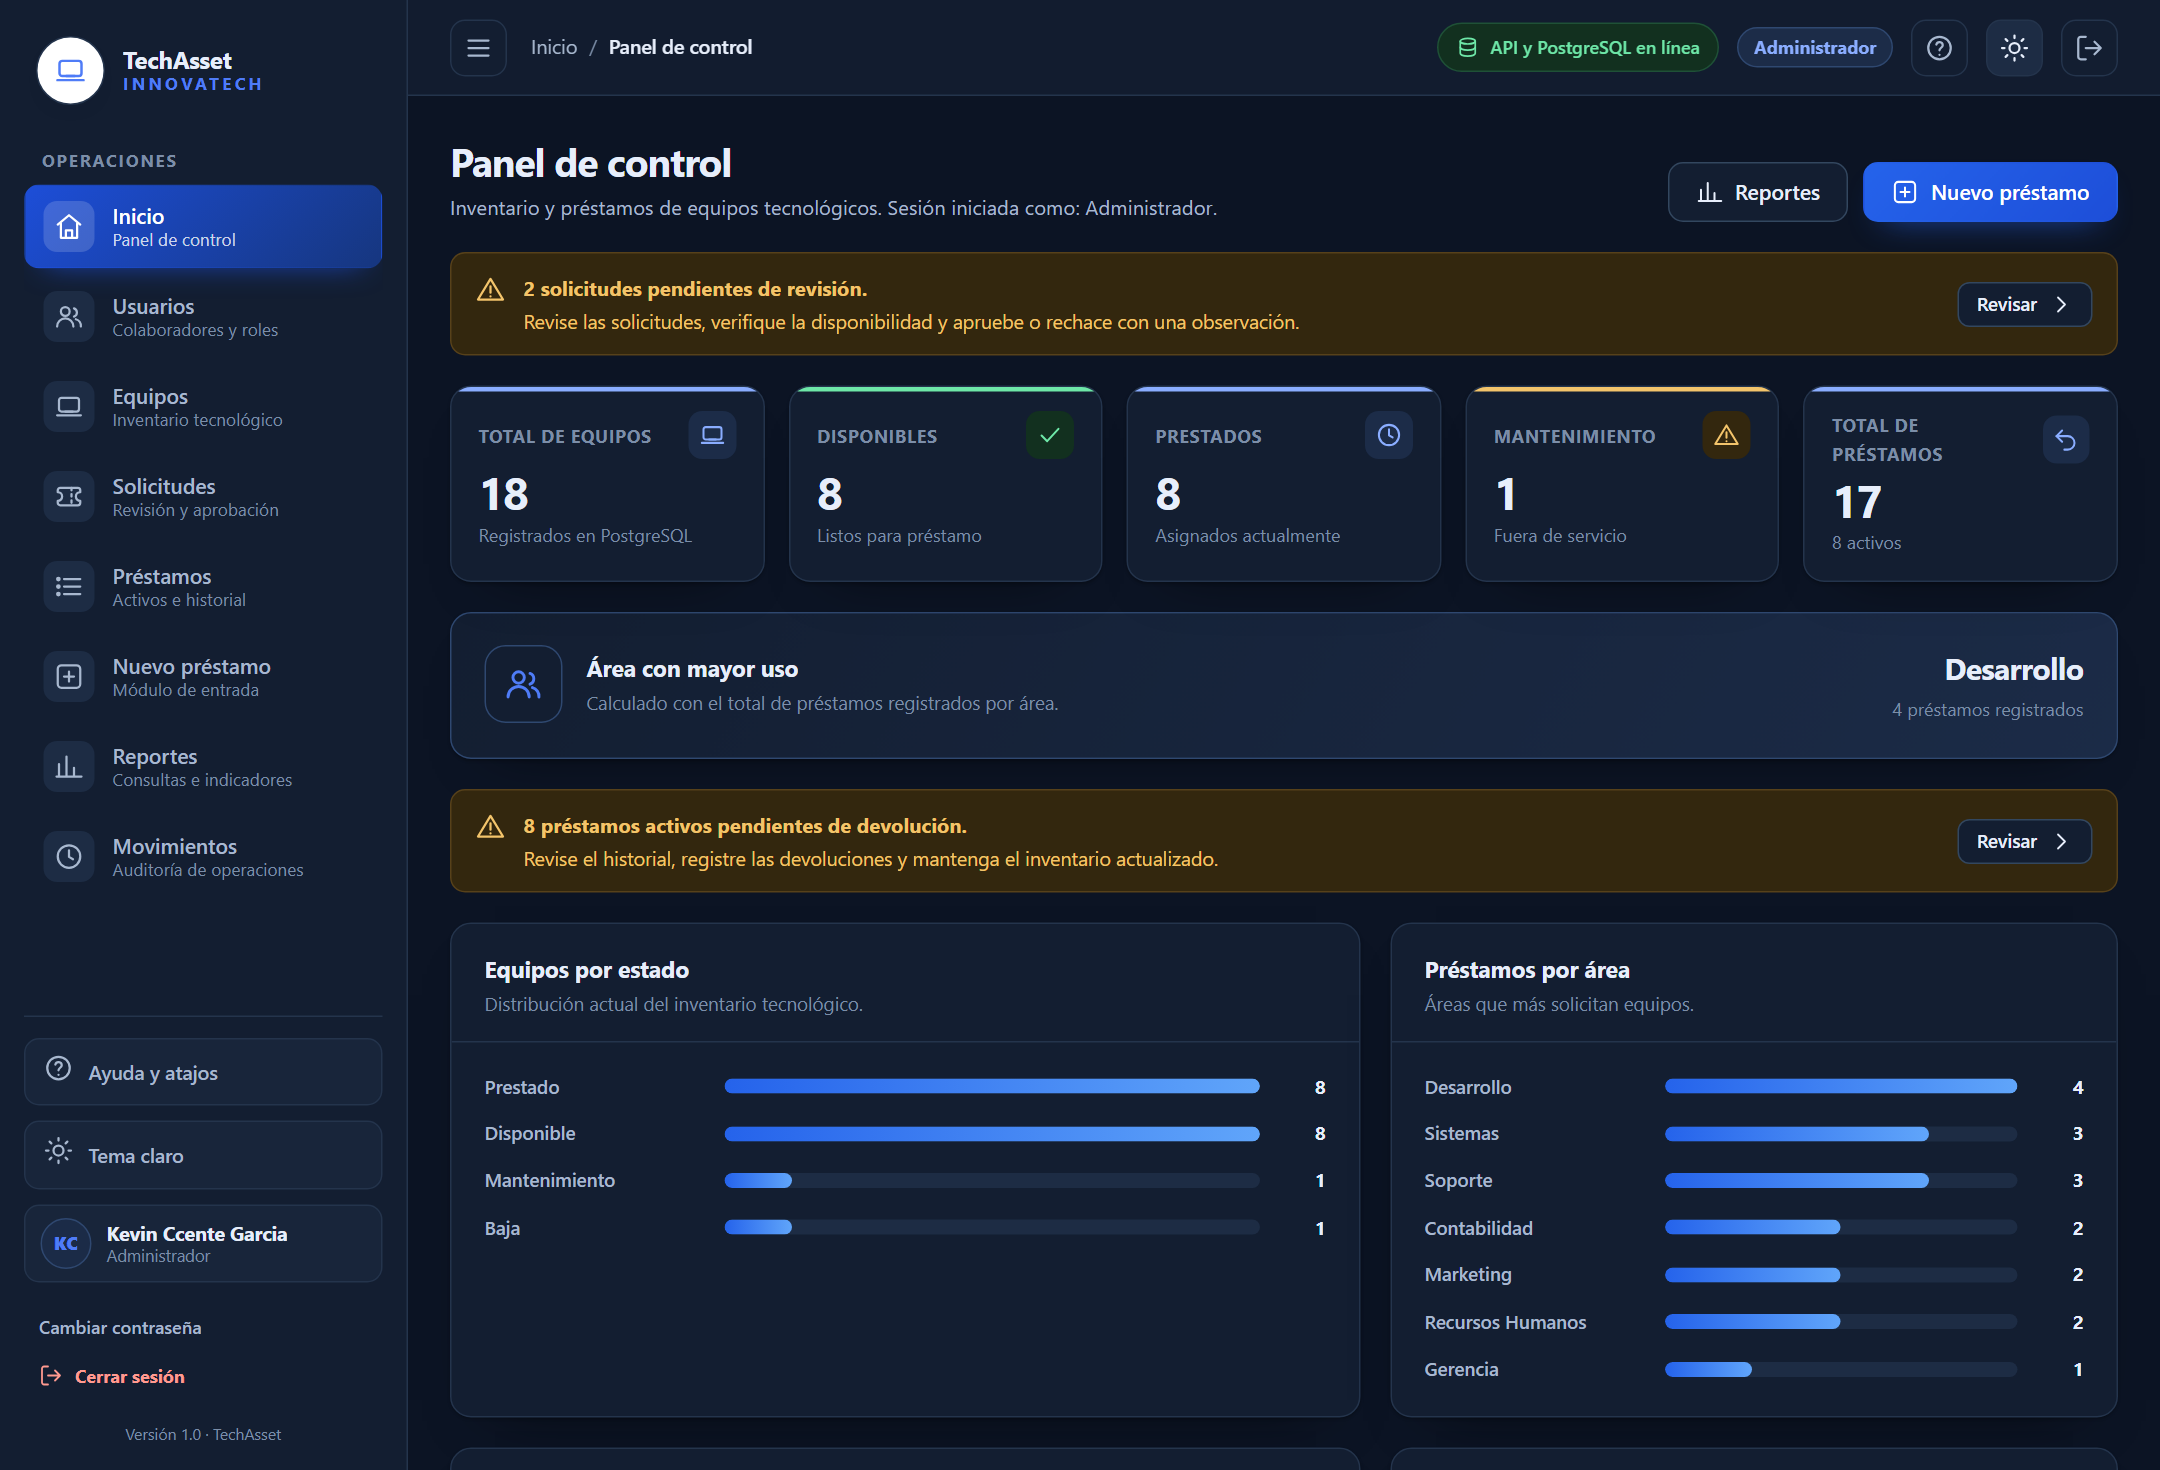 TechAsset
INNOVATECH
OPERACIONES
Inicio
Panel de control
Usuarios
Colaboradores y roles
Equipos
Inventario tecnológico
Solicitudes
Revisión y aprobación
Préstamos
Activos e historial
Nuevo préstamo
Módulo de entrada
Reportes
Consultas e indicadores
Movimientos
Auditoría de operaciones
Ayuda y atajos
Tema claro
KC
Kevin Ccente Garcia
Administrador
Cambiar contraseña
Cerrar sesión
Versión 1.0 · TechAsset
Inicio / Panel de control
API y PostgreSQL en línea
Administrador
Panel de control
Inventario y préstamos de equipos tecnológicos. Sesión iniciada como: Administrador.
Reportes
Nuevo préstamo
2 solicitudes pendientes de revisión.
Revise las solicitudes, verifique la disponibilidad y apruebe o rechace con una observación.
Revisar
TOTAL DE EQUIPOS
18
Registrados en PostgreSQL
DISPONIBLES
8
Listos para préstamo
PRESTADOS
8
Asignados actualmente
MANTENIMIENTO
1
Fuera de servicio
TOTAL DE
PRÉSTAMOS
17
8 activos
Área con mayor uso
Calculado con el total de préstamos registrados por área.
Desarrollo
4 préstamos registrados
8 préstamos activos pendientes de devolución.
Revise el historial, registre las devoluciones y mantenga el inventario actualizado.
Revisar
Equipos por estado
Distribución actual del inventario tecnológico.
Prestado 8
Disponible 8
Mantenimiento 1
Baja 1
Préstamos por área
Áreas que más solicitan equipos.
Desarrollo 4
Sistemas 3
Soporte 3
Contabilidad 2
Marketing 2
Recursos Humanos 2
Gerencia 1